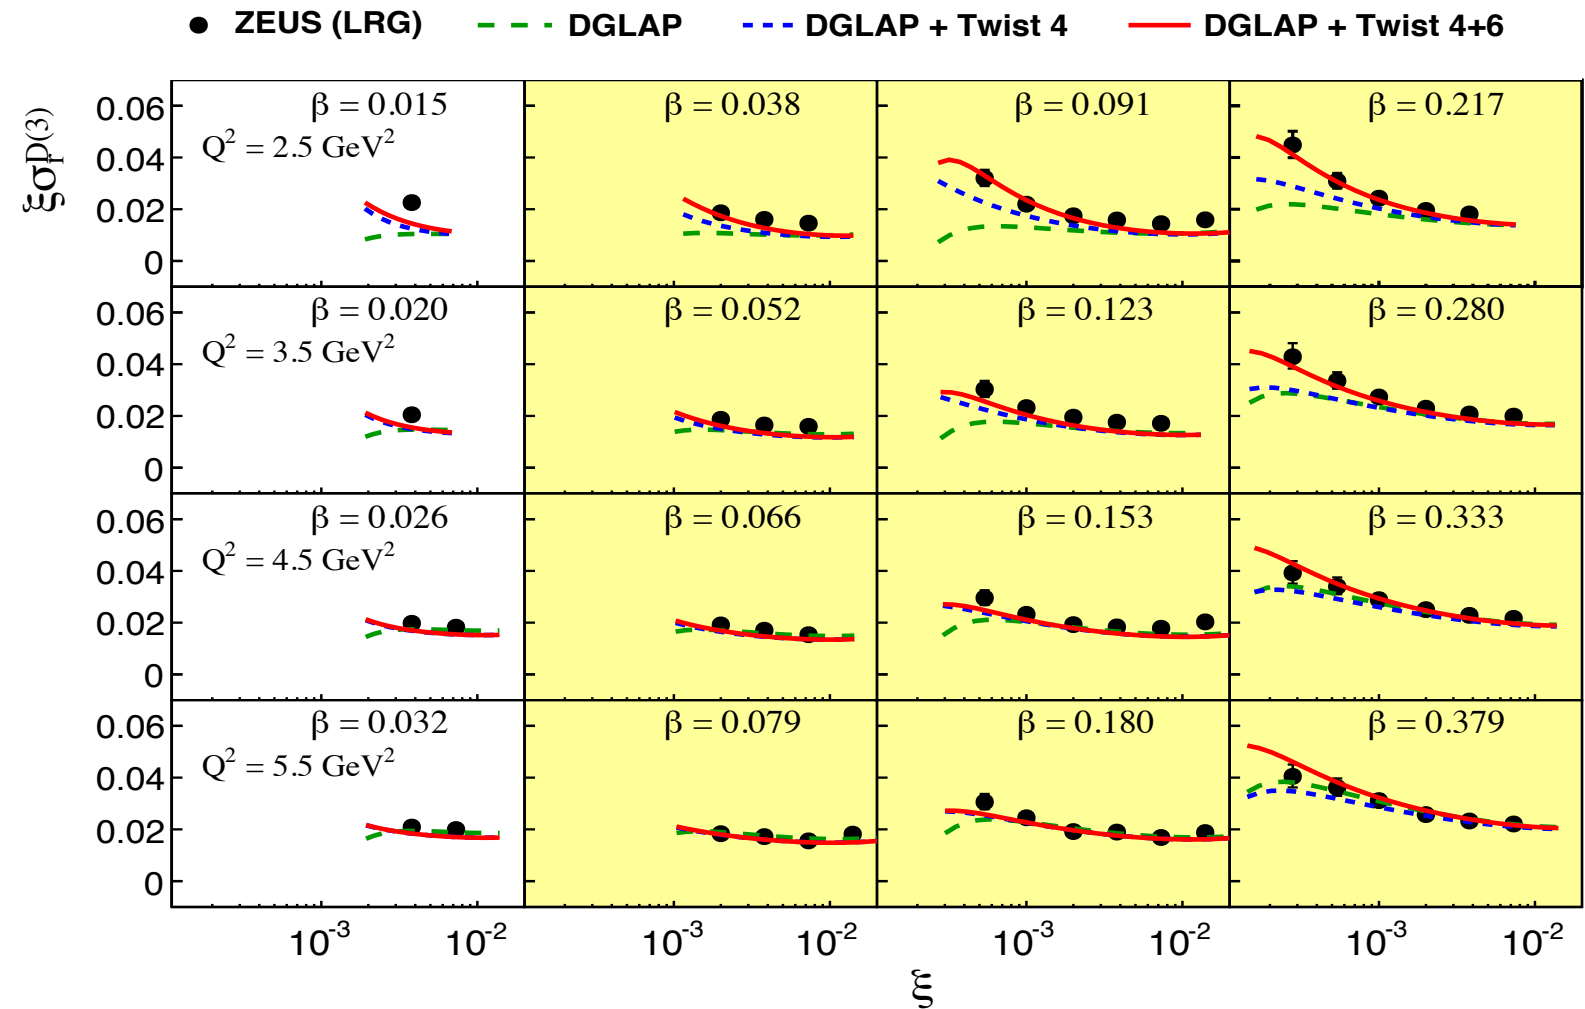 ZEUS (LRG) DGLAP DGLAP + Twist 4 DGLAP + Twist 4+6
ξσ_r^D(3)
0.06 β = 0.015 β = 0.038 β = 0.091 β = 0.217
Q² = 2.5 GeV²
0.04
0.02
0
0.06 β = 0.020 β = 0.052 β = 0.123 β = 0.280
Q² = 3.5 GeV²
0.04
0.02
0
0.06 β = 0.026 β = 0.066 β = 0.153 β = 0.333
Q² = 4.5 GeV²
0.04
0.02
0
0.06 β = 0.032 β = 0.079 β = 0.180 β = 0.379
Q² = 5.5 GeV²
0.04
0.02
0
10⁻³ 10⁻² 10⁻³ 10⁻² 10⁻³ 10⁻² 10⁻³ 10⁻²
ξ